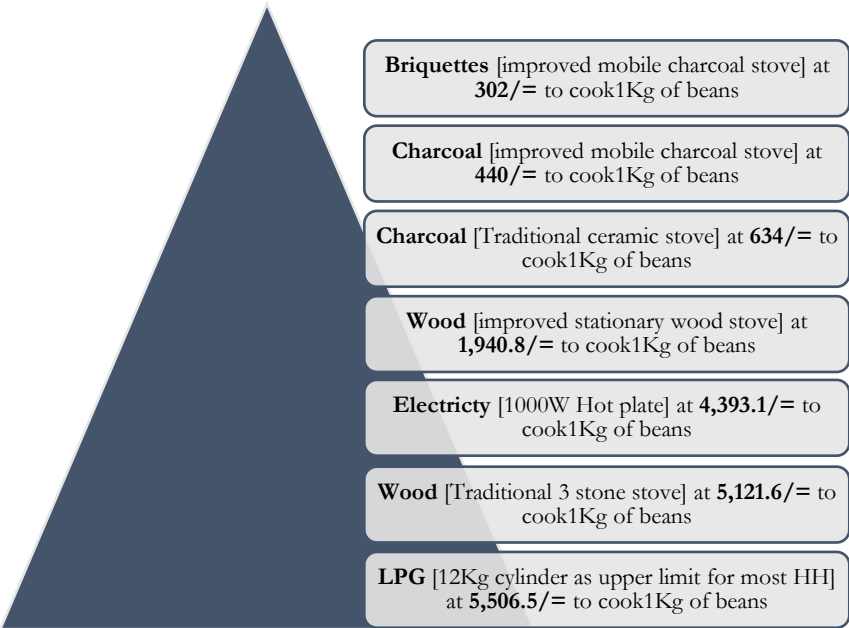 Briquettes [improved mobile charcoal stove] at
302/= to cook1Kg of beans
Charcoal [improved mobile charcoal stove] at
440/= to cook1Kg of beans
Charcoal [Traditional ceramic stove] at 634/= to
cook1Kg of beans
Wood [improved stationary wood stove] at
1,940.8/= to cook1Kg of beans
Electricty [1000W Hot plate] at 4,393.1/= to
cook1Kg of beans
Wood [Traditional 3 stone stove] at 5,121.6/= to
cook1Kg of beans
LPG [12Kg cylinder as upper limit for most HH]
at 5,506.5/= to cook1Kg of beans